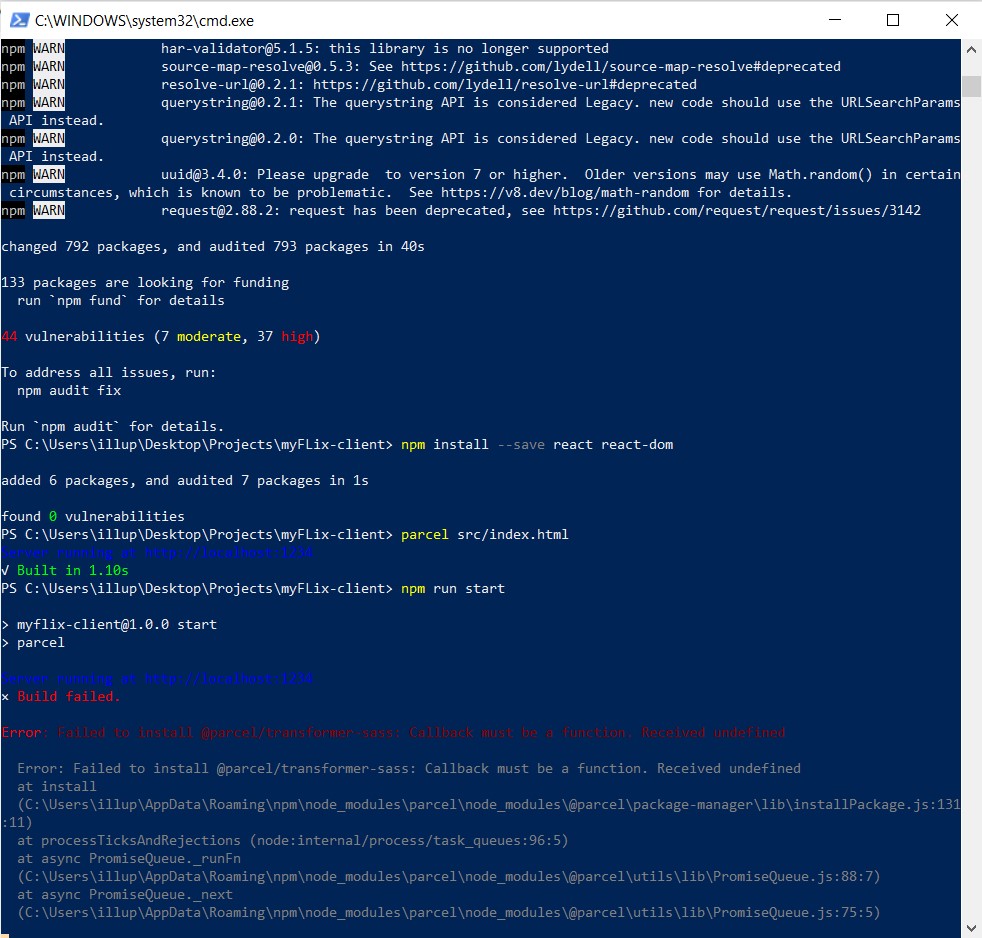 C:\WINDOWS\system32\cmd.exe
npm WARN har-validator@5.1.5: this library is no longer supported
npm WARN source-map-resolve@0.5.3: See https://github.com/lydell/source-map-resolve#deprecated
npm WARN resolve-url@0.2.1: https://github.com/lydell/resolve-url#deprecated
npm WARN querystring@0.2.1: The querystring API is considered Legacy. new code should use the URLSearchParams
API instead.
npm WARN querystring@0.2.0: The querystring API is considered Legacy. new code should use the URLSearchParams
API instead.
npm WARN uuid@3.4.0: Please upgrade  to version 7 or higher.  Older versions may use Math.random() in certain
circumstances, which is known to be problematic.  See https://v8.dev/blog/math-random for details.
npm WARN request@2.88.2: request has been deprecated, see https://github.com/request/request/issues/3142
changed 792 packages, and audited 793 packages in 40s
133 packages are looking for funding
run `npm fund` for details
44 vulnerabilities (7 moderate, 37 high)
To address all issues, run:
npm audit fix
Run `npm audit` for details.
PS C:\Users\illup\Desktop\Projects\myFLix-client> npm install --save react react-dom
added 6 packages, and audited 7 packages in 1s
found 0 vulnerabilities
PS C:\Users\illup\Desktop\Projects\myFLix-client> parcel src/index.html
Server running at http://localhost:1234
√ Built in 1.10s
PS C:\Users\illup\Desktop\Projects\myFLix-client> npm run start
> myflix-client@1.0.0 start
> parcel
Server running at http://localhost:1234
× Build failed.
Error: Failed to install @parcel/transformer-sass: Callback must be a function. Received undefined
Error: Failed to install @parcel/transformer-sass: Callback must be a function. Received undefined
at install
(C:\Users\illup\AppData\Roaming\npm\node_modules\parcel\node_modules\@parcel\package-manager\lib\installPackage.js:131
:11)
at processTicksAndRejections (node:internal/process/task_queues:96:5)
at async PromiseQueue._runFn
(C:\Users\illup\AppData\Roaming\npm\node_modules\parcel\node_modules\@parcel\utils\lib\PromiseQueue.js:88:7)
at async PromiseQueue._next
(C:\Users\illup\AppData\Roaming\npm\node_modules\parcel\node_modules\@parcel\utils\lib\PromiseQueue.js:75:5)